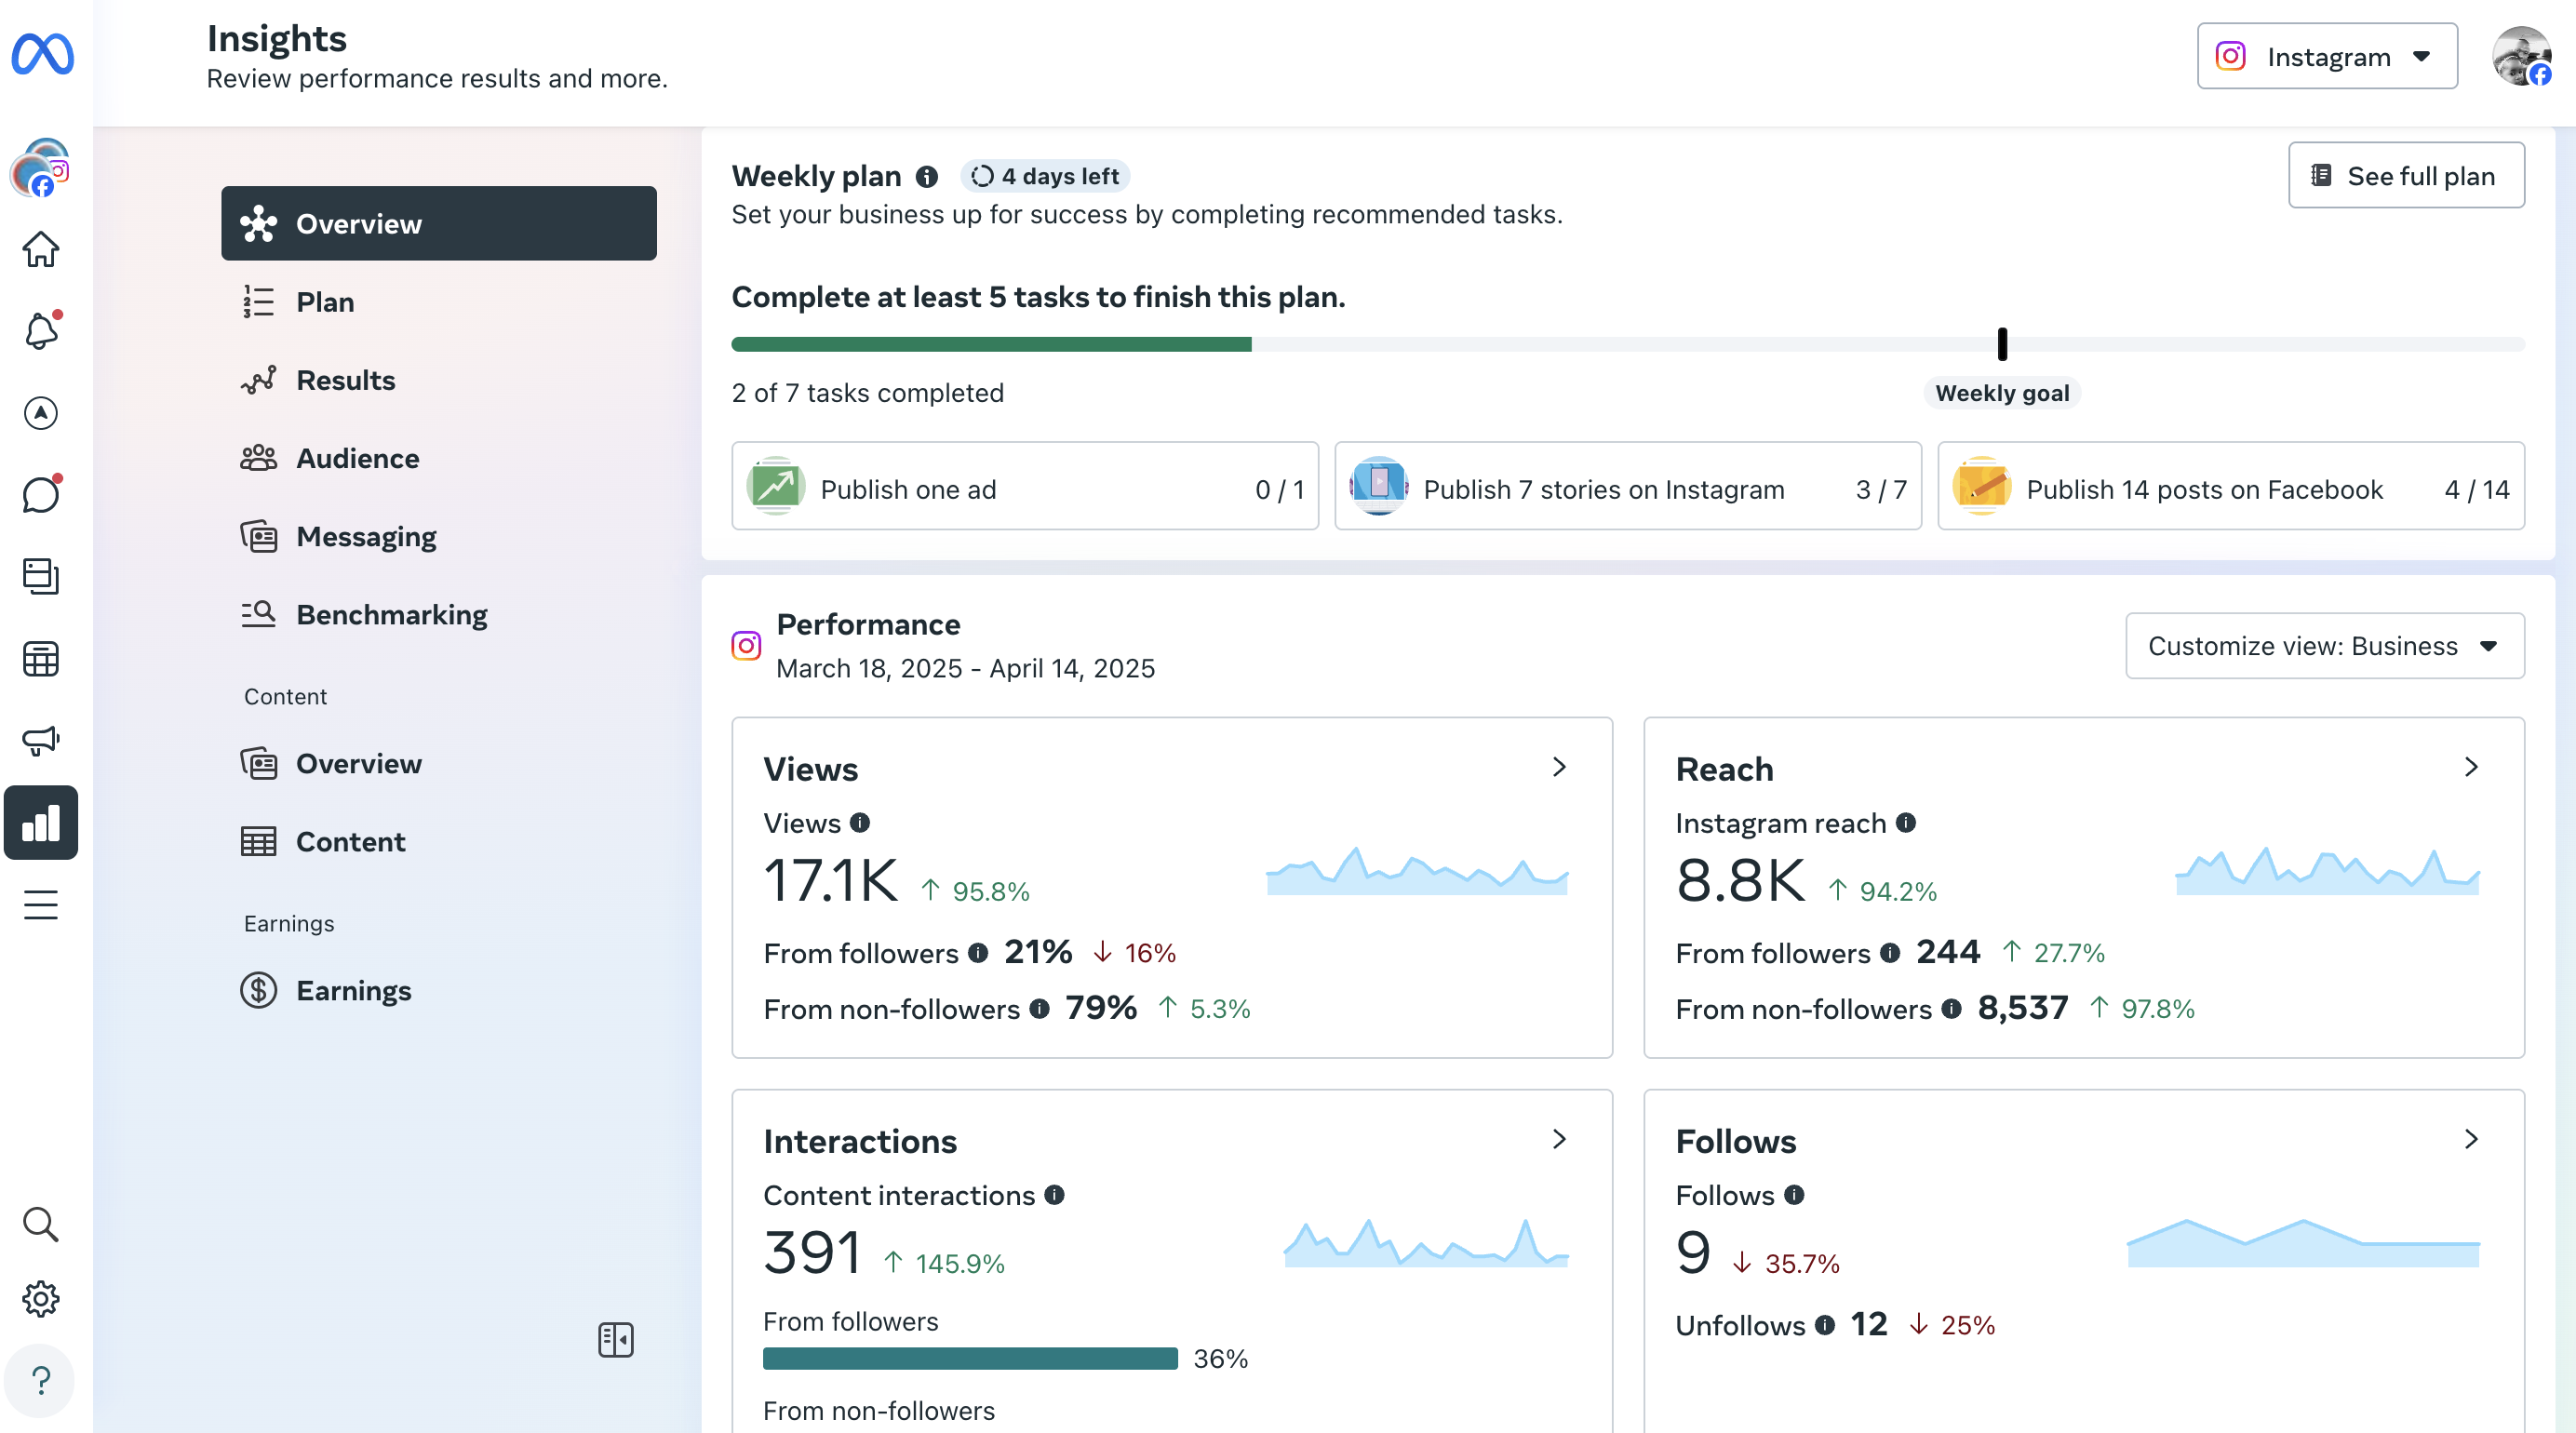 Insights
Review performance results and more.
Instagram
Overview
Plan
Results
Audience
Messaging
Benchmarking
Content
Overview
Content
Earnings
Earnings
Weekly plan
4 days left
See full plan
Set your business up for success by completing recommended tasks.
Complete at least 5 tasks to finish this plan.
2 of 7 tasks completed
Weekly goal
Publish one ad 0 / 1
Publish 7 stories on Instagram 3 / 7
Publish 14 posts on Facebook 4 / 14
Performance
March 18, 2025 - April 14, 2025
Customize view: Business
Views
Views
17.1K ↑ 95.8%
From followers 21% ↓ 16%
From non-followers 79% ↑ 5.3%
Reach
Instagram reach
8.8K ↑ 94.2%
From followers 244 ↑ 27.7%
From non-followers 8,537 ↑ 97.8%
Interactions
Content interactions
391 ↑ 145.9%
From followers
36%
From non-followers
Follows
Follows
9 ↓ 35.7%
Unfollows 12 ↓ 25%